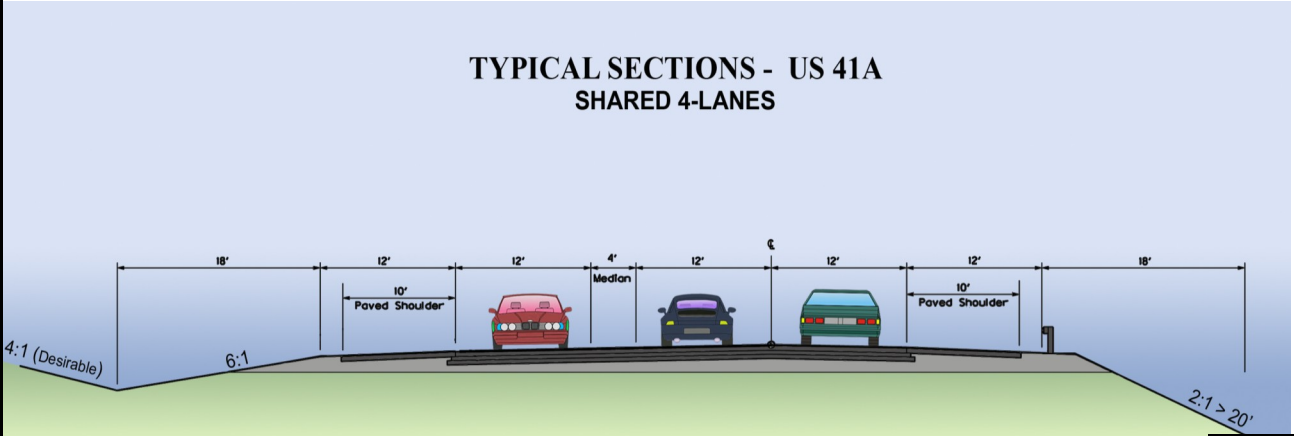 TYPICAL SECTIONS - US 41A
SHARED 4-LANES
℄
18' 12' 12' 4' 12' 12' 12' 18'
Median
10' 10'
Paved Shoulder Paved Shoulder
4:1 (Desirable)
6:1
2:1 > 20'